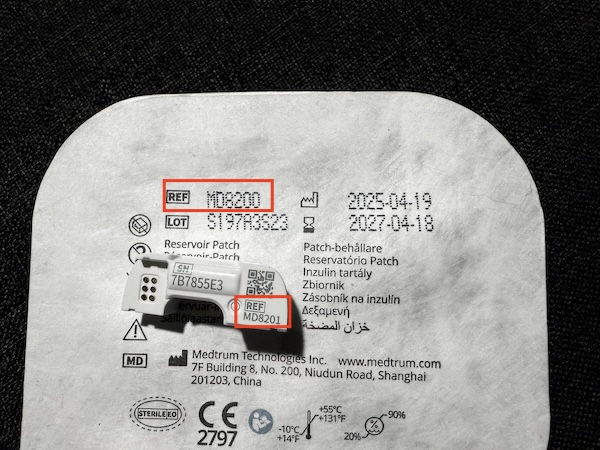 REF MD8200 2025-04-19
LOT S197A3S23 2027-04-18
Reservoir Patch
Patch-behållare
Reservatório Patch
Inzulin tartály
Zbiornik
Zásobník na inzulín
Δεξαμενή
خزان المضخة
SN
7B7855E3
REF
MD8201
MD
Medtrum Technologies Inc. www.medtrum.com
7F Building 8, No. 200, Niudun Road, Shanghai
201203, China
STERILE EO
CE
2797
-10°C
+14°F
+55°C
+131°F
20%
90%